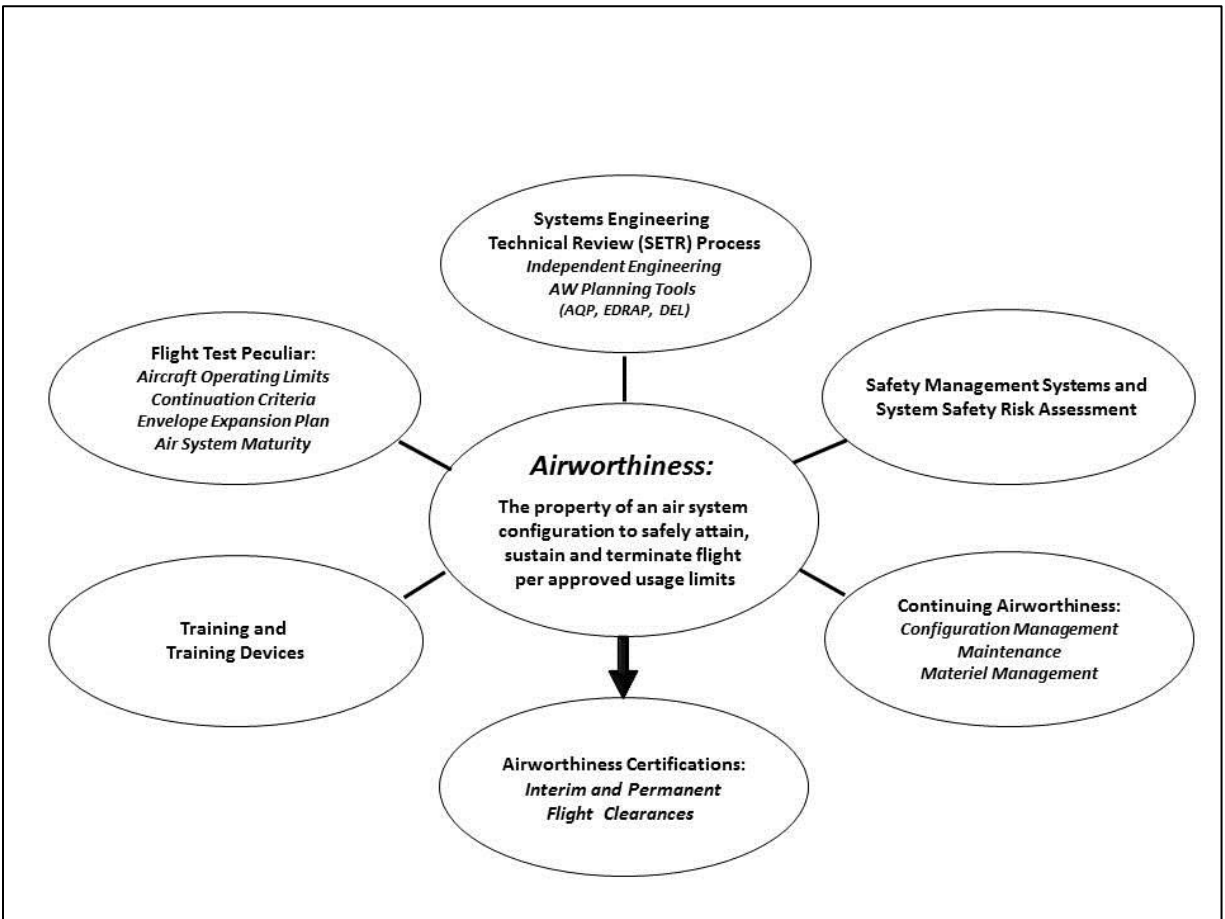 Systems Engineering
Technical Review (SETR) Process
Independent Engineering
AW Planning Tools
(AQP, EDRAP, DEL)
Flight Test Peculiar:
Aircraft Operating Limits
Continuation Criteria
Envelope Expansion Plan
Air System Maturity
Safety Management Systems and
System Safety Risk Assessment
Airworthiness:
The property of an air system
configuration to safely attain,
sustain and terminate flight
per approved usage limits
Training and
Training Devices
Continuing Airworthiness:
Configuration Management
Maintenance
Materiel Management
Airworthiness Certifications:
Interim and Permanent
Flight Clearances